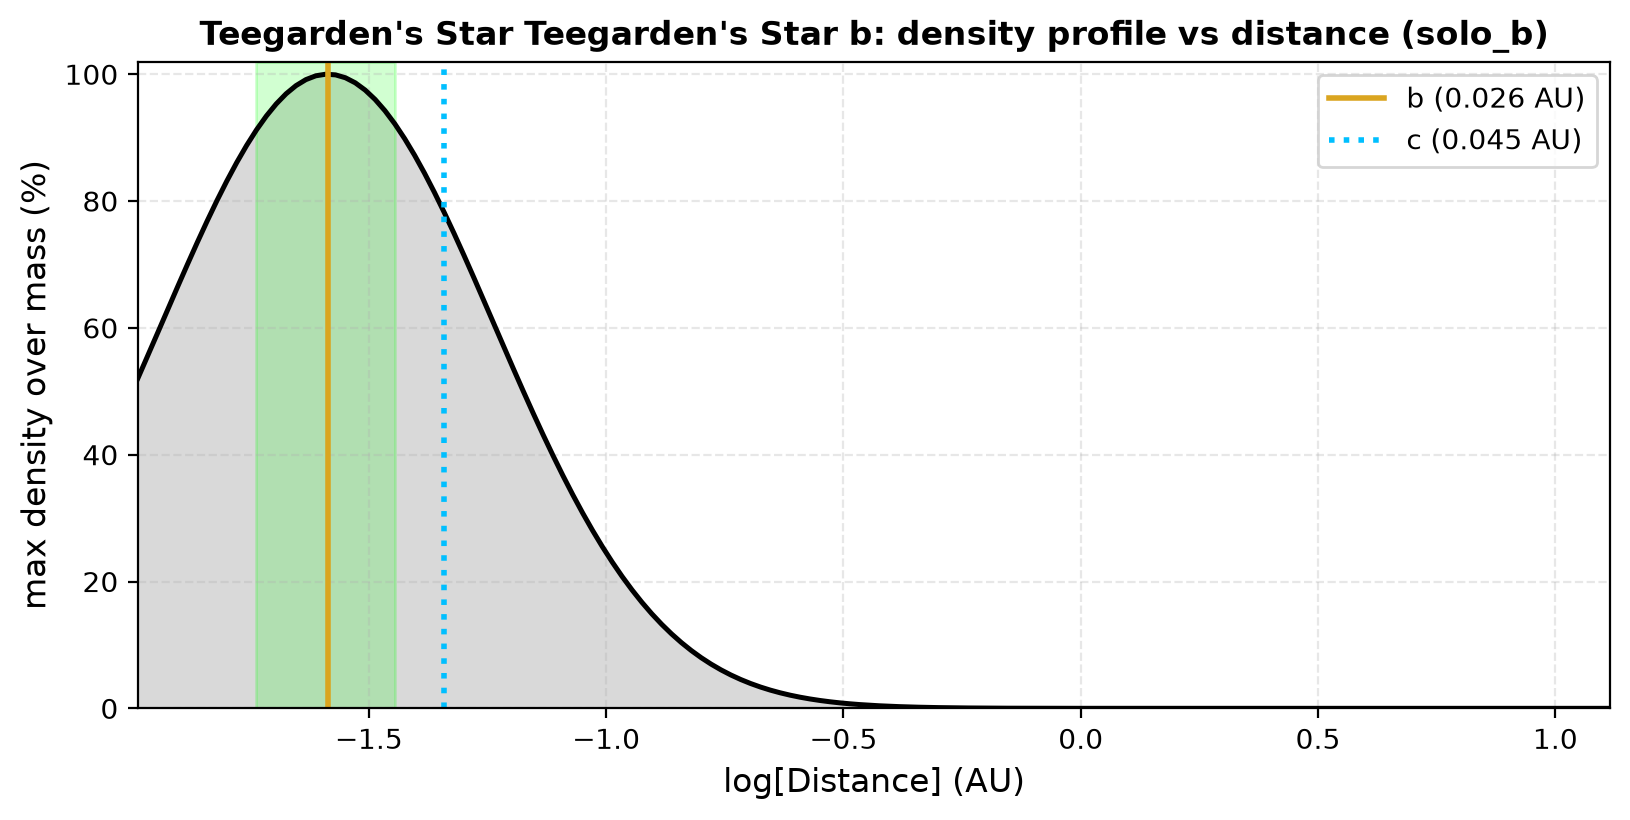 Teegarden's Star Teegarden's Star b: density profile vs distance (solo_b)
b (0.026 AU)
c (0.045 AU)
max density over mass (%)
100
80
60
40
20
0
−1.5
−1.0
−0.5
0.0
0.5
1.0
log[Distance] (AU)